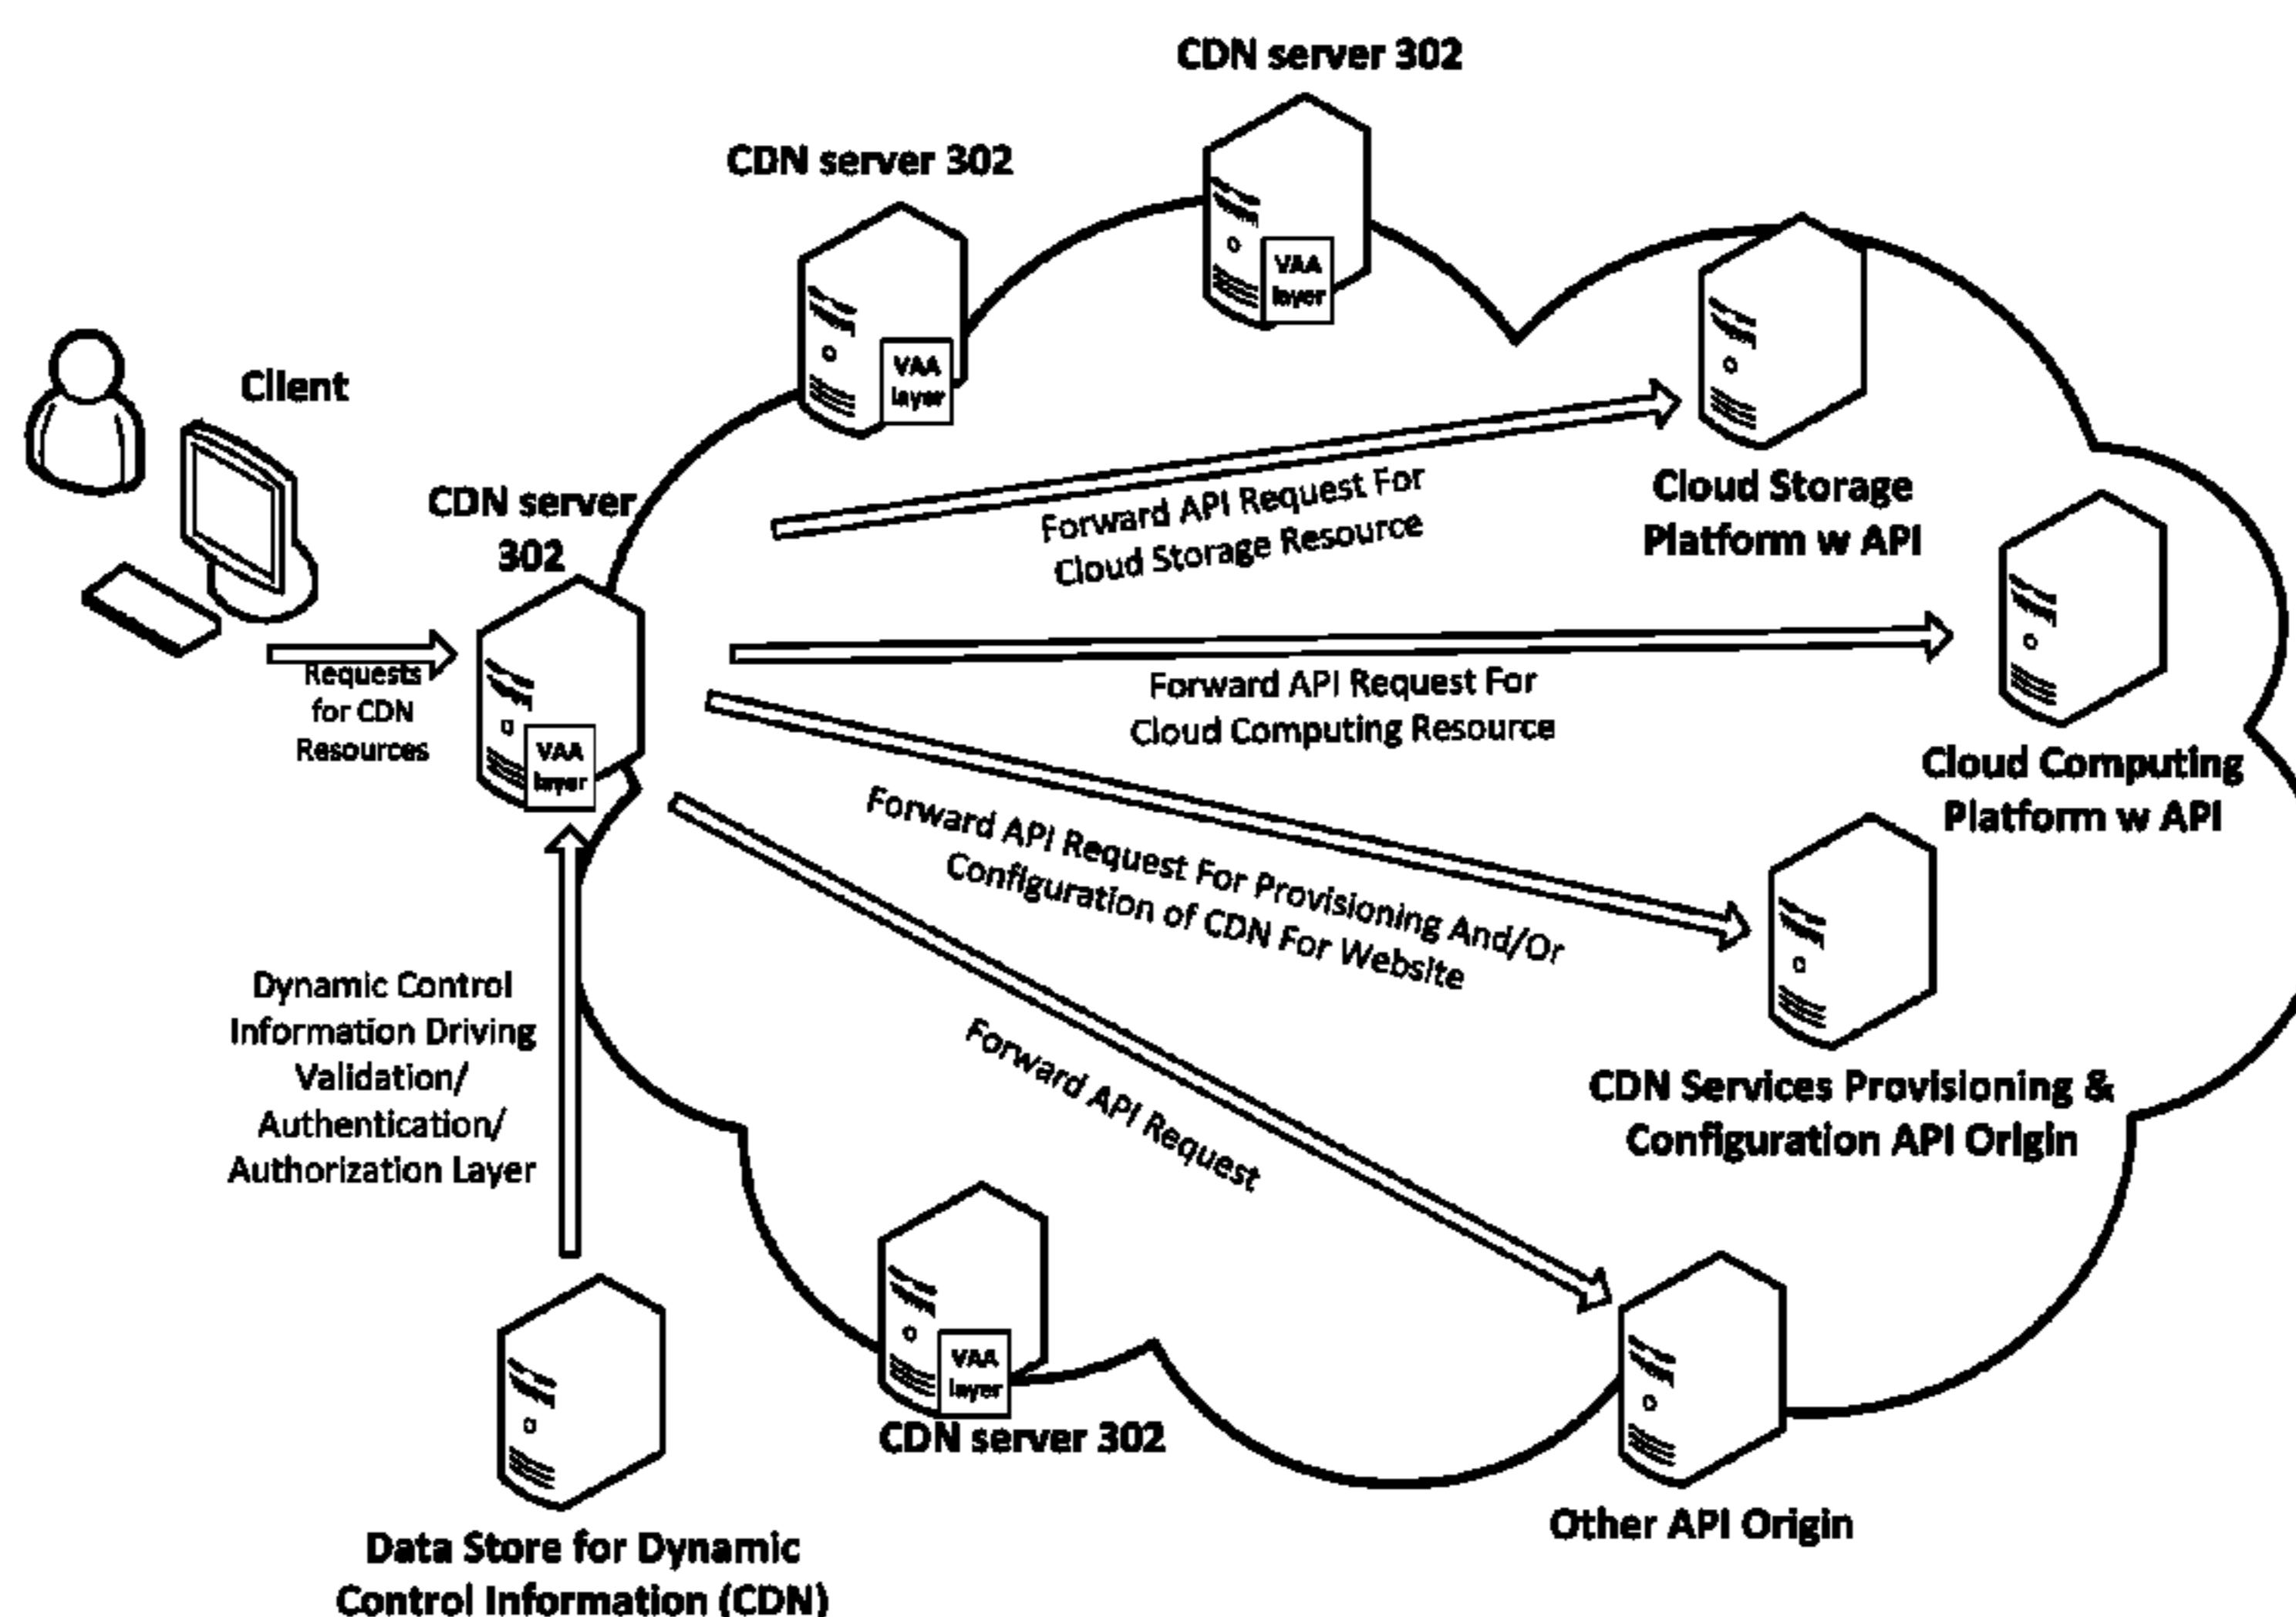 CDN server 302
CDN server 302
VAA
layer
VAA
layer
Client
CDN server
302
Requests
for CDN
Resources
VAA
layer
Forward API Request For
Cloud Storage Resource
Cloud Storage
Platform w API
Forward API Request For
Cloud Computing Resource
Cloud Computing
Platform w API
Forward API Request For Provisioning And/Or
Configuration of CDN For Website
CDN Services Provisioning &
Configuration API Origin
Forward API Request
Dynamic Control
Information Driving
Validation/
Authentication/
Authorization Layer
VAA
layer
CDN server 302
Other API Origin
Data Store for Dynamic
Control Information (CDN)